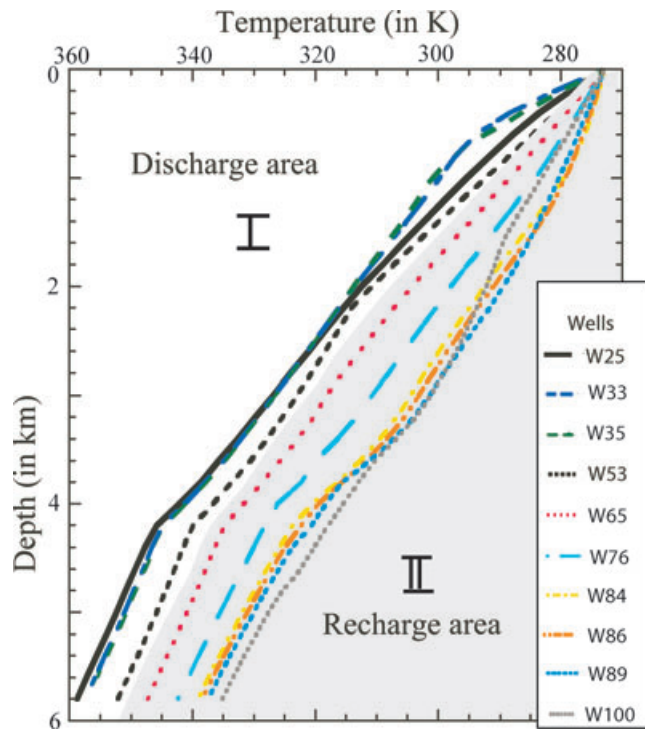 Temperature (in K)
360 340 320 300 280
0
Discharge area
I
2
Wells
W25
W33
W35
W53
W65
W76
W84
W86
W89
W100
4
II
Recharge area
6
Depth (in km)